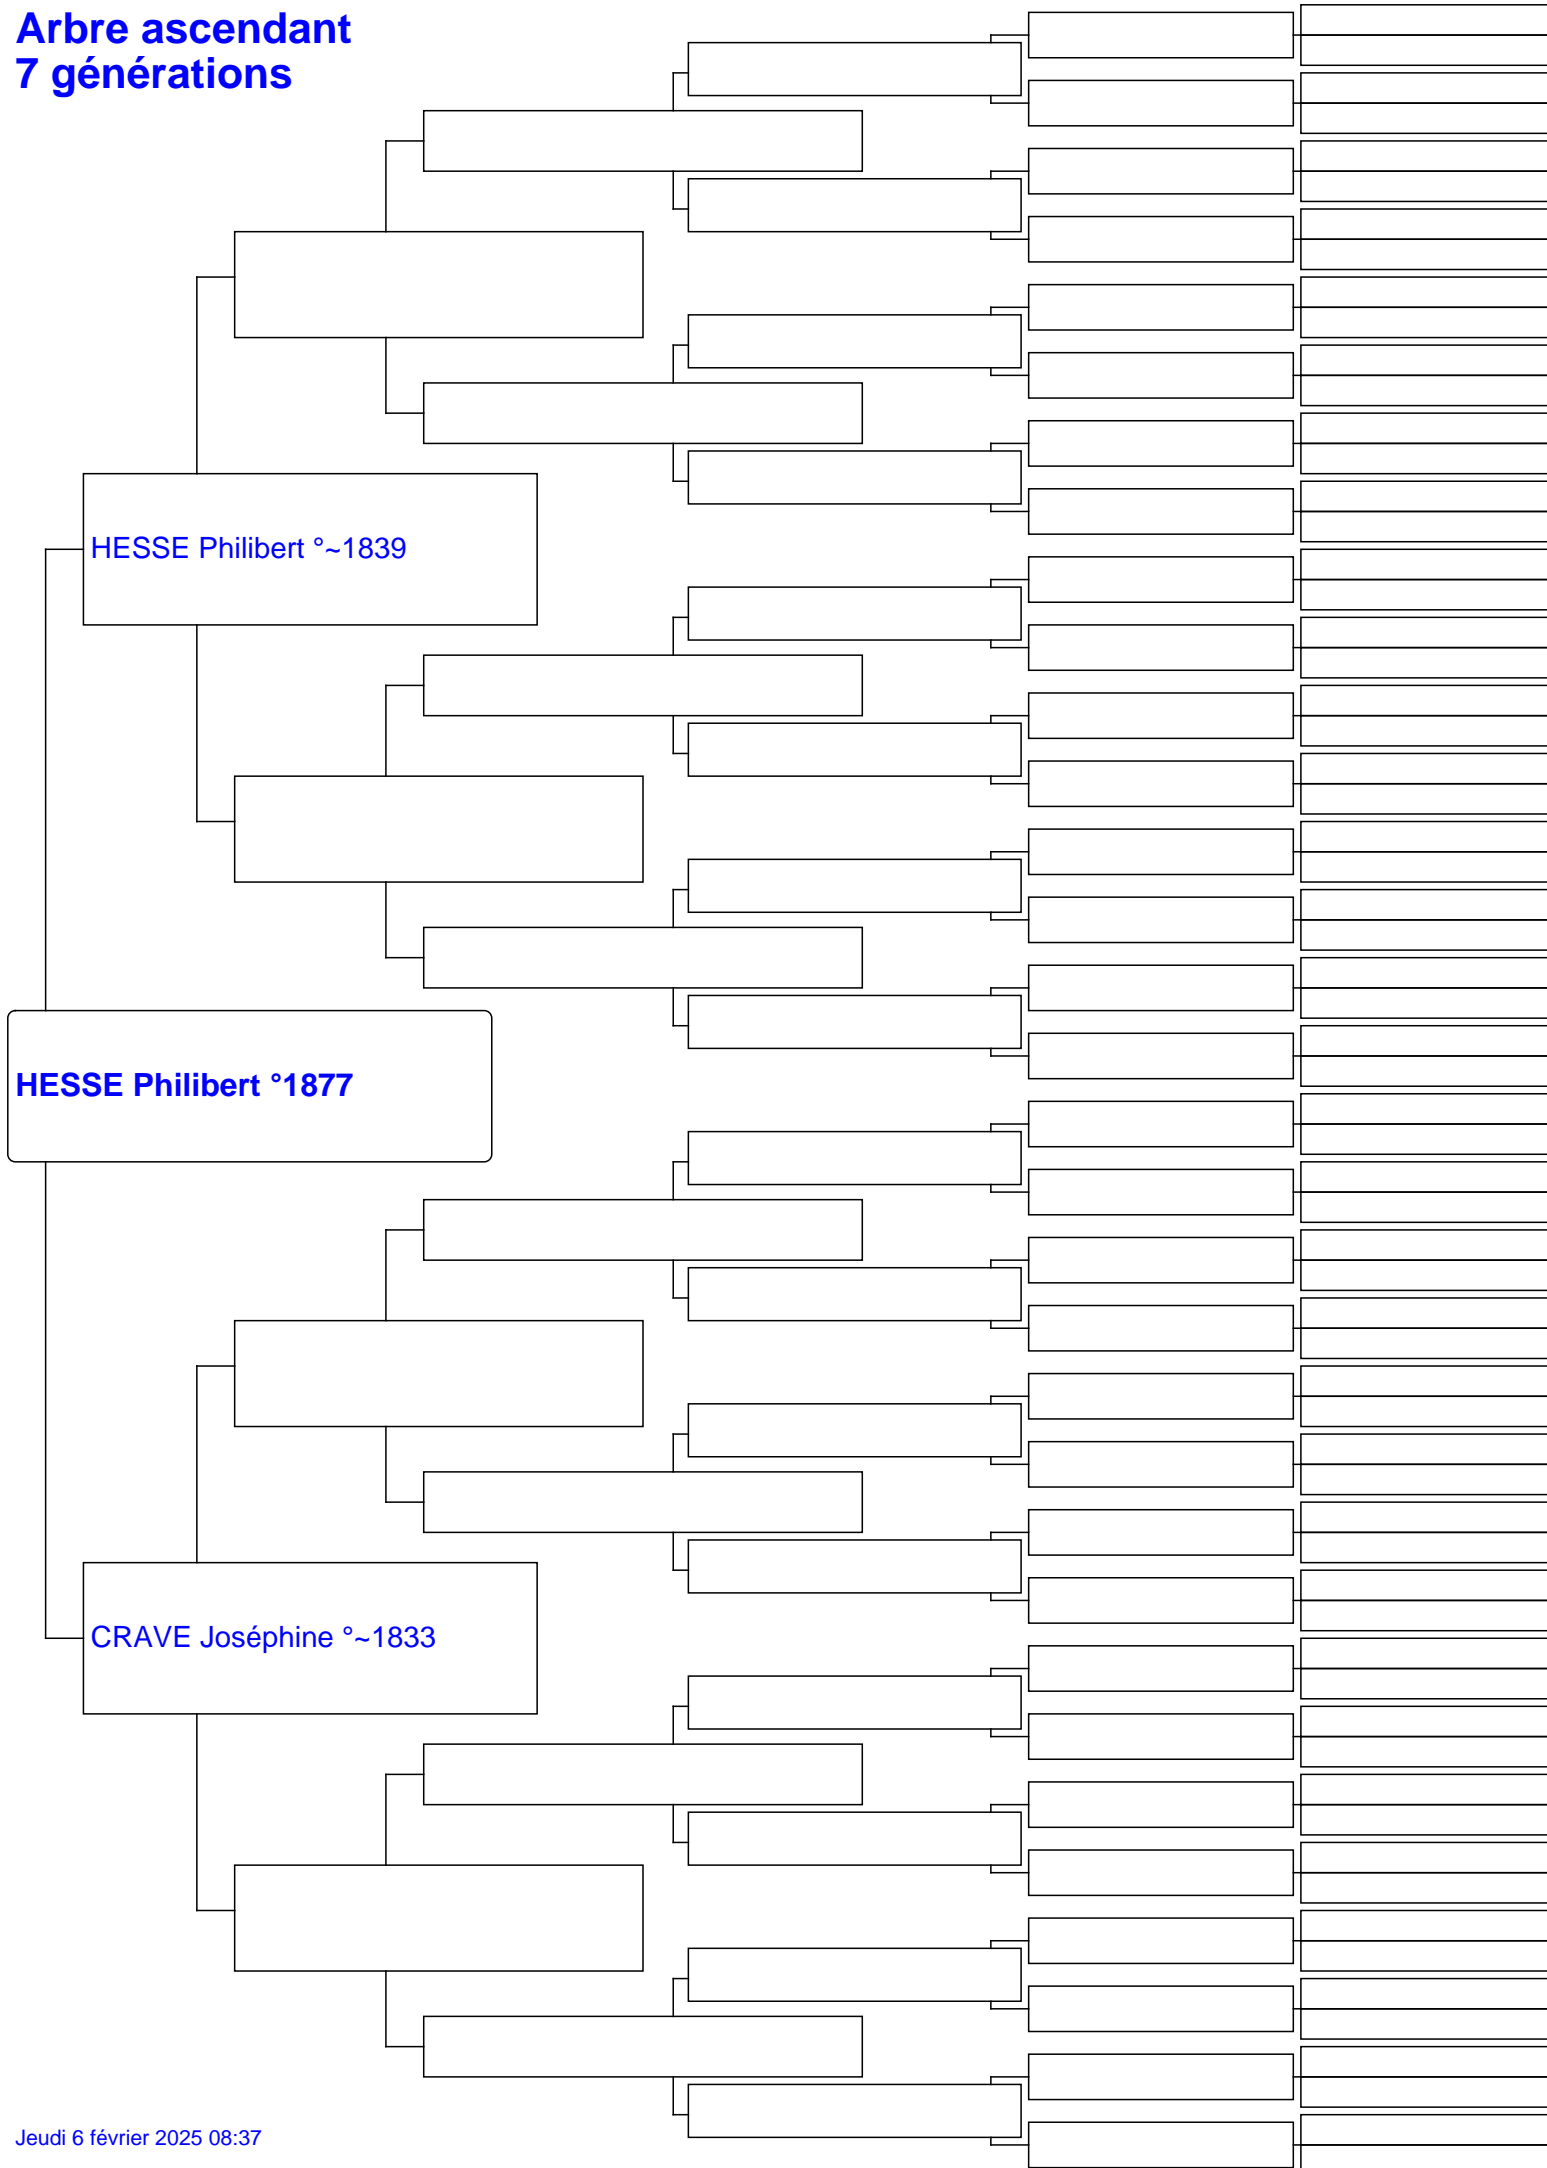 Arbre ascendant
7 générations
HESSE Philibert °~1839
HESSE Philibert °1877
CRAVE Joséphine °~1833
Jeudi 6 février 2025 08:37